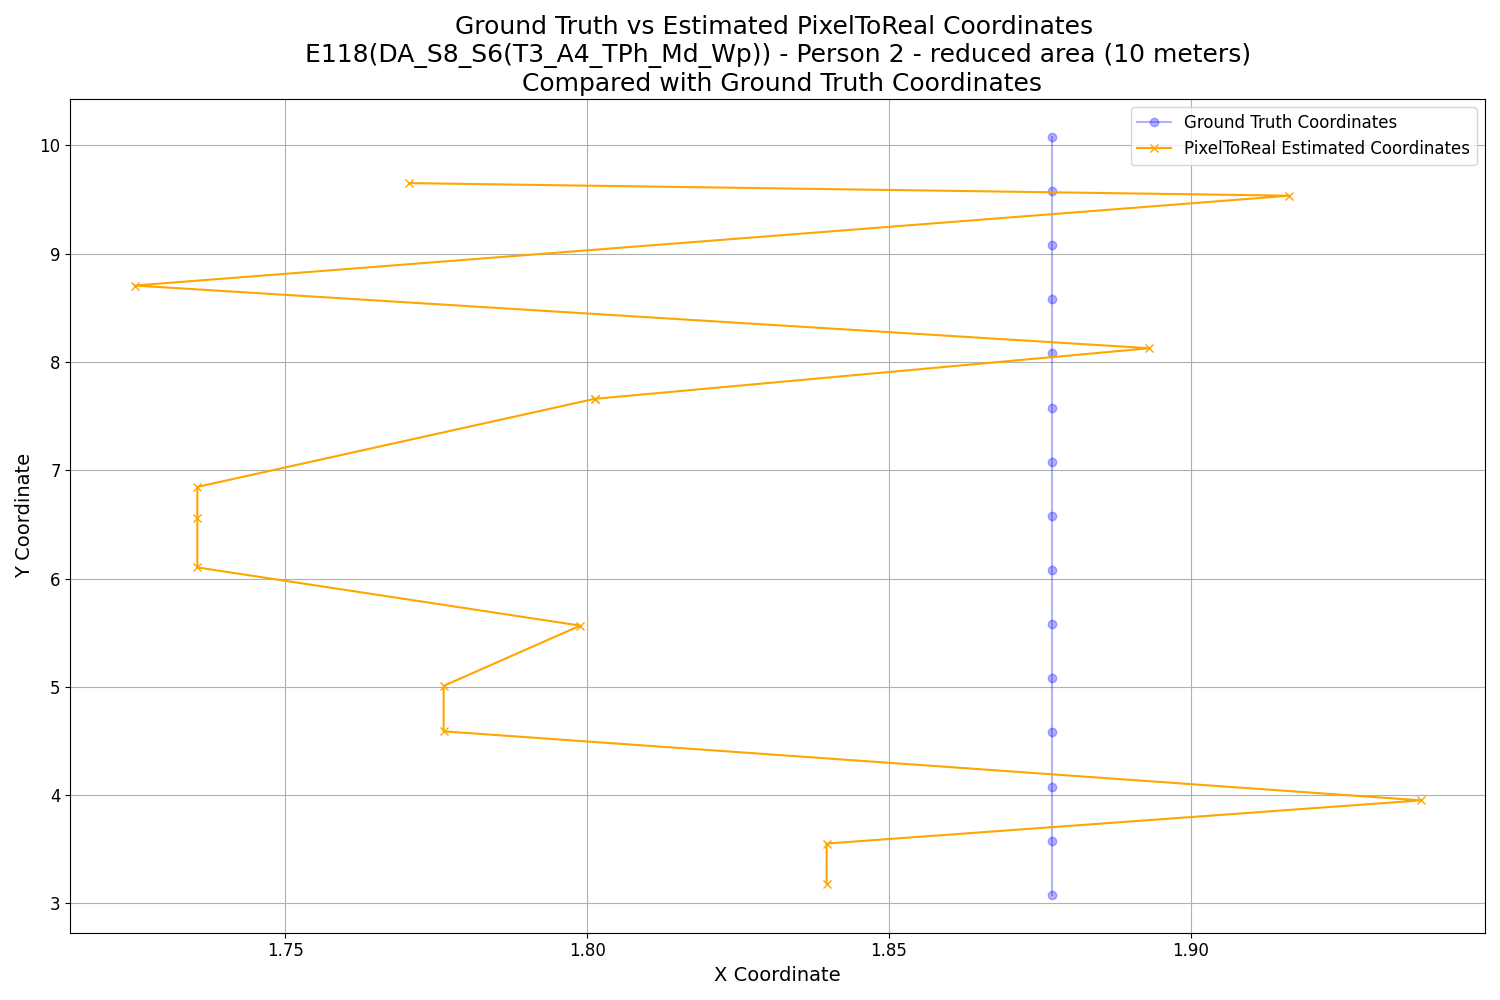 Ground Truth vs Estimated PixelToReal Coordinates
E118(DA_S8_S6(T3_A4_TPh_Md_Wp)) - Person 2 - reduced area (10 meters)
Compared with Ground Truth Coordinates
Ground Truth Coordinates
PixelToReal Estimated Coordinates
Y Coordinate
10
9
8
7
6
5
4
3
1.75
1.80
1.85
1.90
X Coordinate